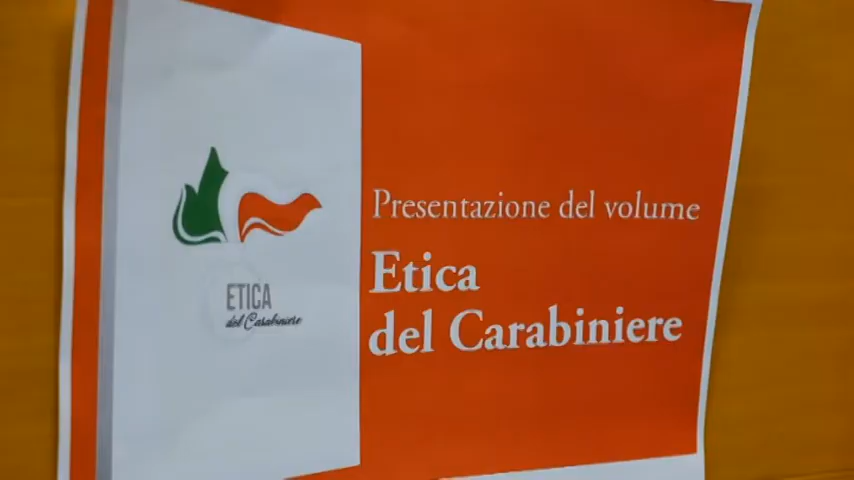 ETICA
del Carabiniere
Presentazione del volume
Etica
del Carabiniere